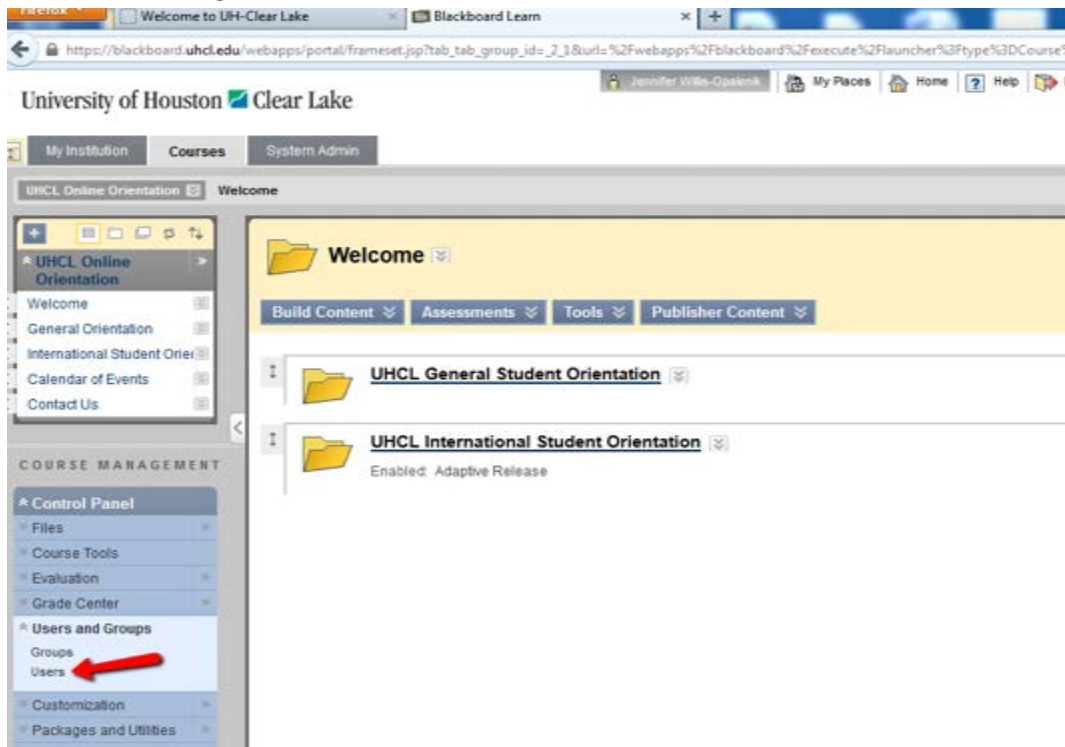 Welcome to UH-Clear Lake
Blackboard Learn
https://blackboard.uhcl.edu/webapps/portal/frameset.jsp?tab_tab_group_id=_2_1&url=%2Fwebapps%2Fblackboard%2Fexecute%2Flauncher%3Ftype%3DCourse%
University of Houston Clear Lake
My Places Home Help
My Institution Courses System Admin
UHCL Online Orientation Welcome
UHCL Online
Orientation
Welcome
General Orientation
International Student Orie
Calendar of Events
Contact Us
Welcome
Build Content Assessments Tools Publisher Content
UHCL General Student Orientation
UHCL International Student Orientation
Enabled: Adaptive Release
COURSE MANAGEMENT
Control Panel
Files
Course Tools
Evaluation
Grade Center
Users and Groups
Groups
Users
Customization
Packages and Utilities